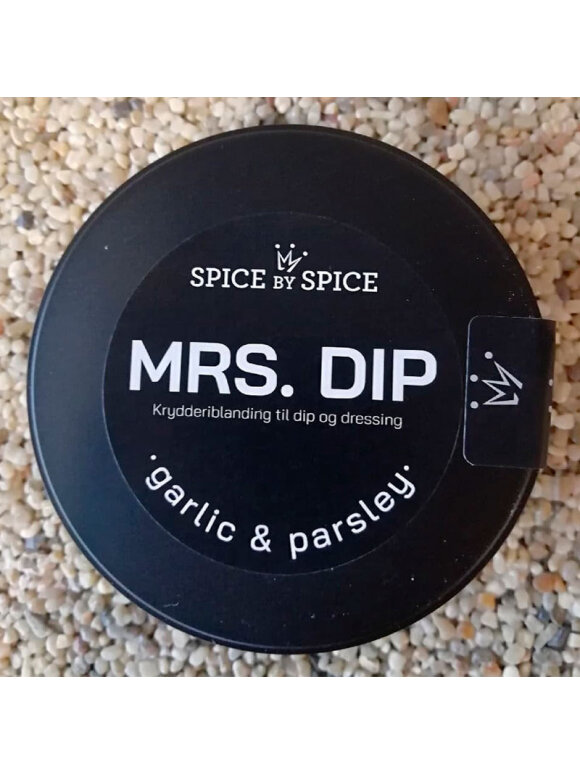 SPICE BY SPICE
MRS. DIP
Krydderiblanding til dip og dressing
·garlic & parsley·